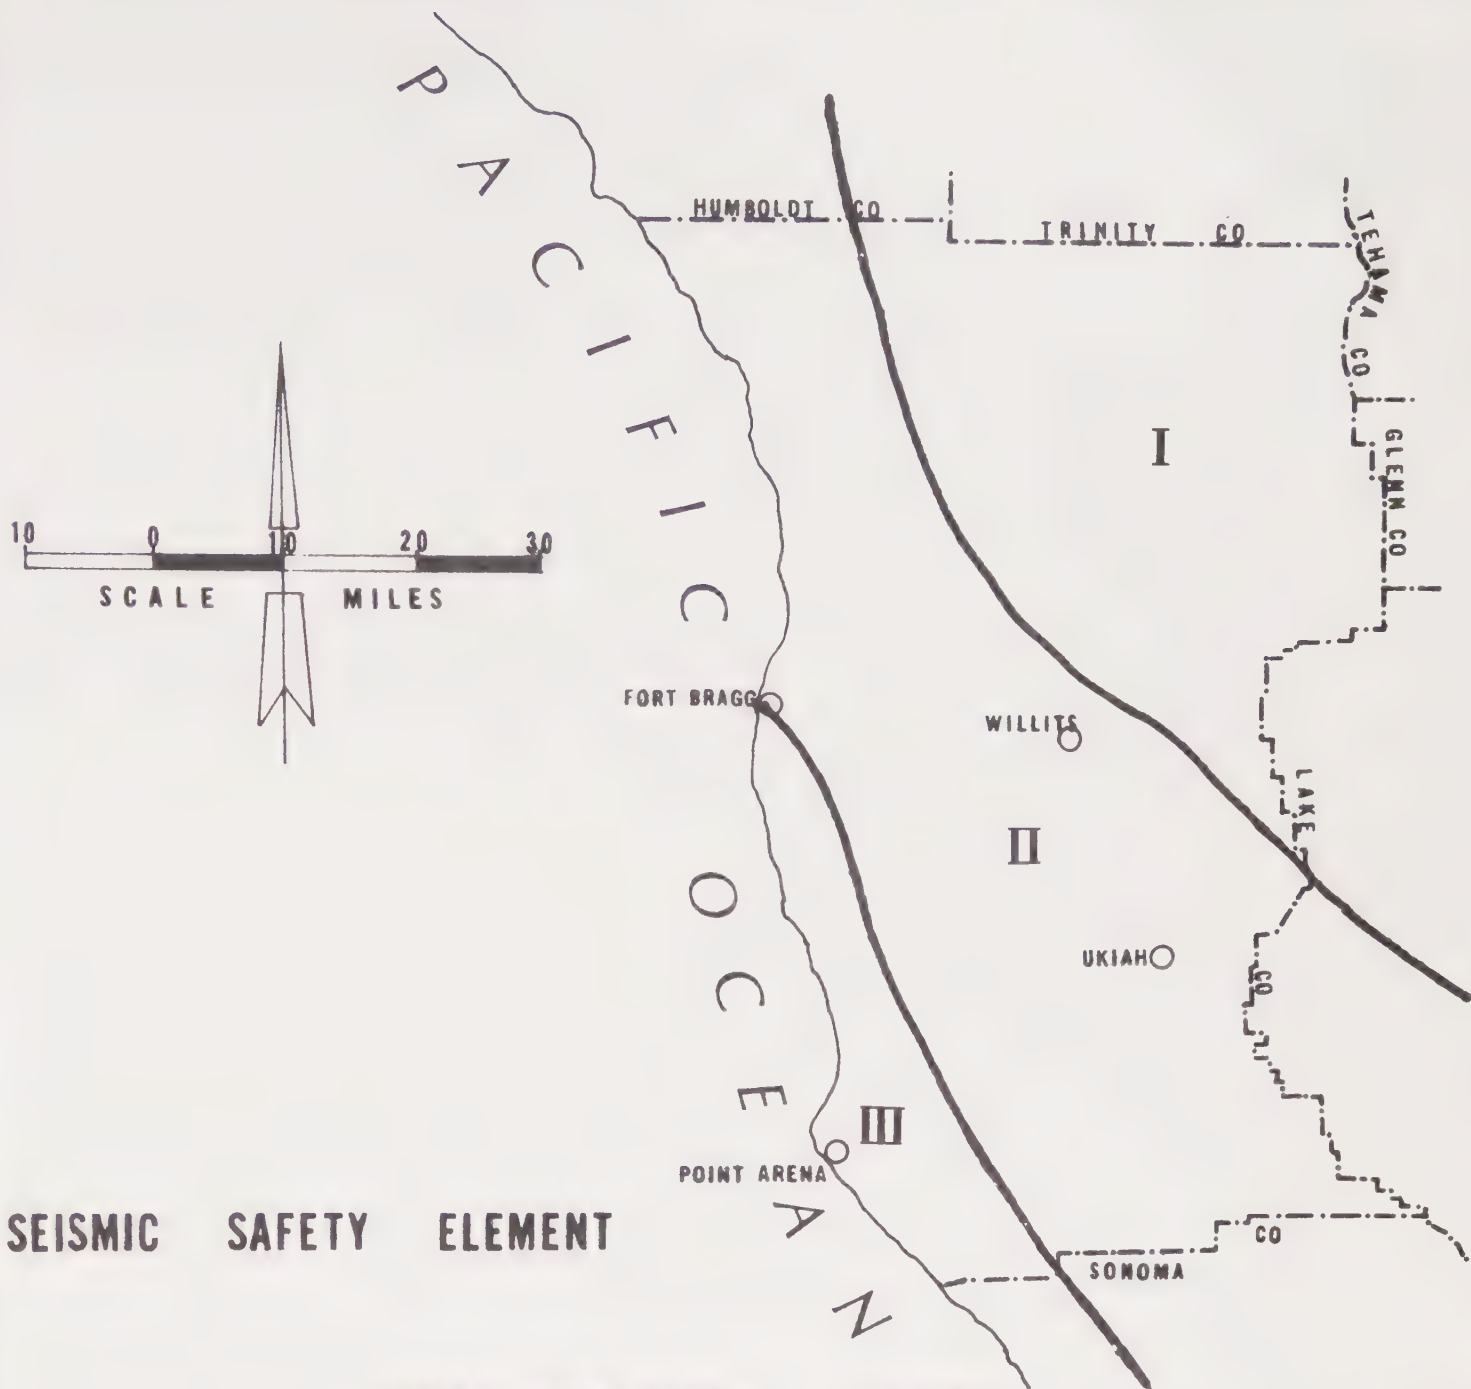 PACIFIC OCEAN
HUMBOLDT CO
TRINITY CO
TEHAMA CO
GLENN CO
I
10 0 10 20 30
SCALE MILES
FORT BRAGG
WILLITS
LAKE CO
II
UKIAH
III
POINT ARENA
SEISMIC SAFETY ELEMENT
SONOMA CO